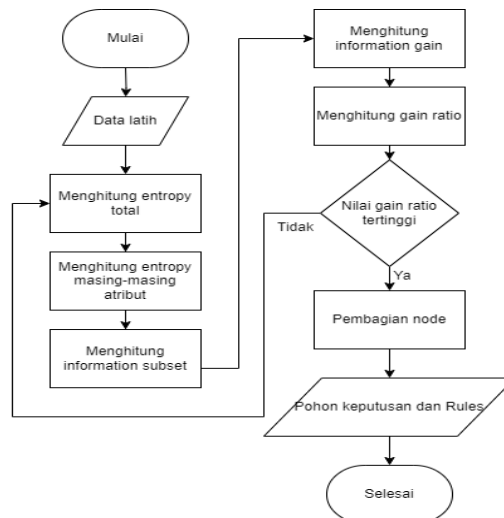 Mulai
Data latih
Menghitung entropy
total
Menghitung entropy
masing-masing
atribut
Menghitung
information subset
Menghitung
information gain
Menghitung gain ratio
Nilai gain ratio
tertinggi
Tidak
Ya
Pembagian node
Pohon keputusan dan Rules
Selesai